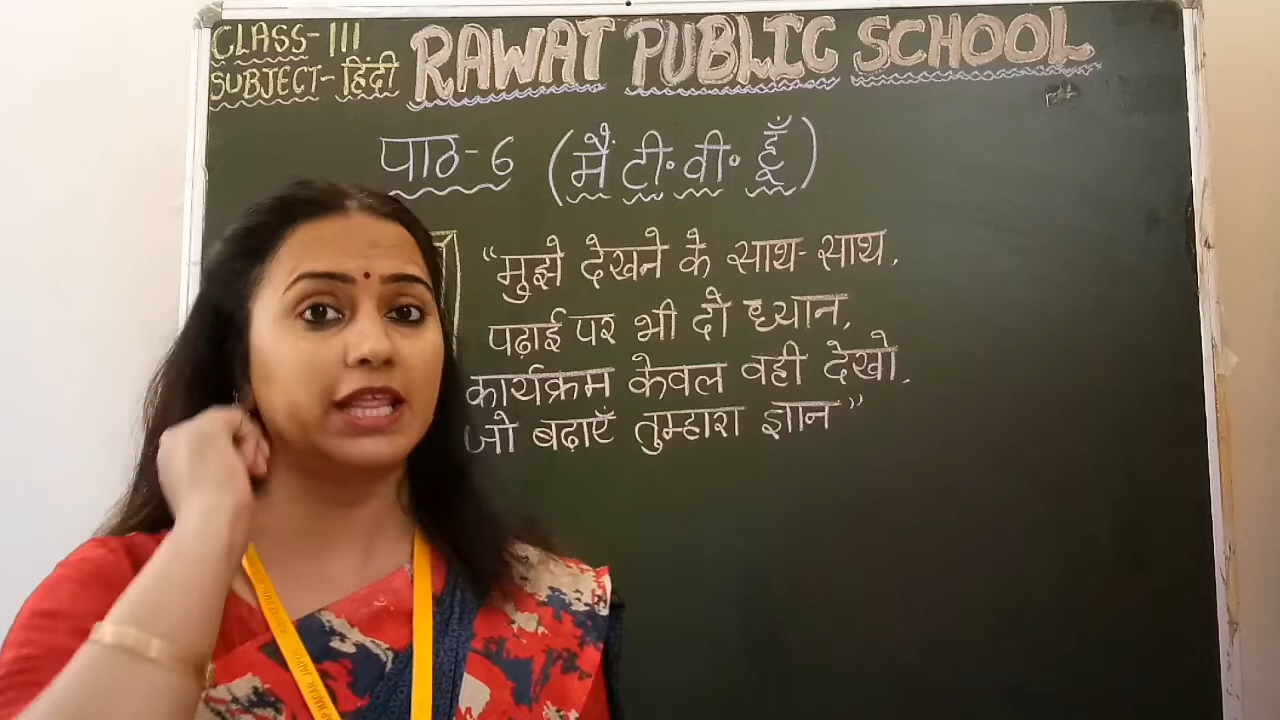 CLASS-III
SUBJECT-हिंदी
RAWAT PUBLIC SCHOOL
पाठ-6 (मैं टी. वी. हूँ)
“मुझे देखने के साथ-साथ,
पढ़ाई पर भी दो ध्यान,
कार्यक्रम केवल वही देखो,
जो बढ़ाएँ तुम्हारा ज्ञान”